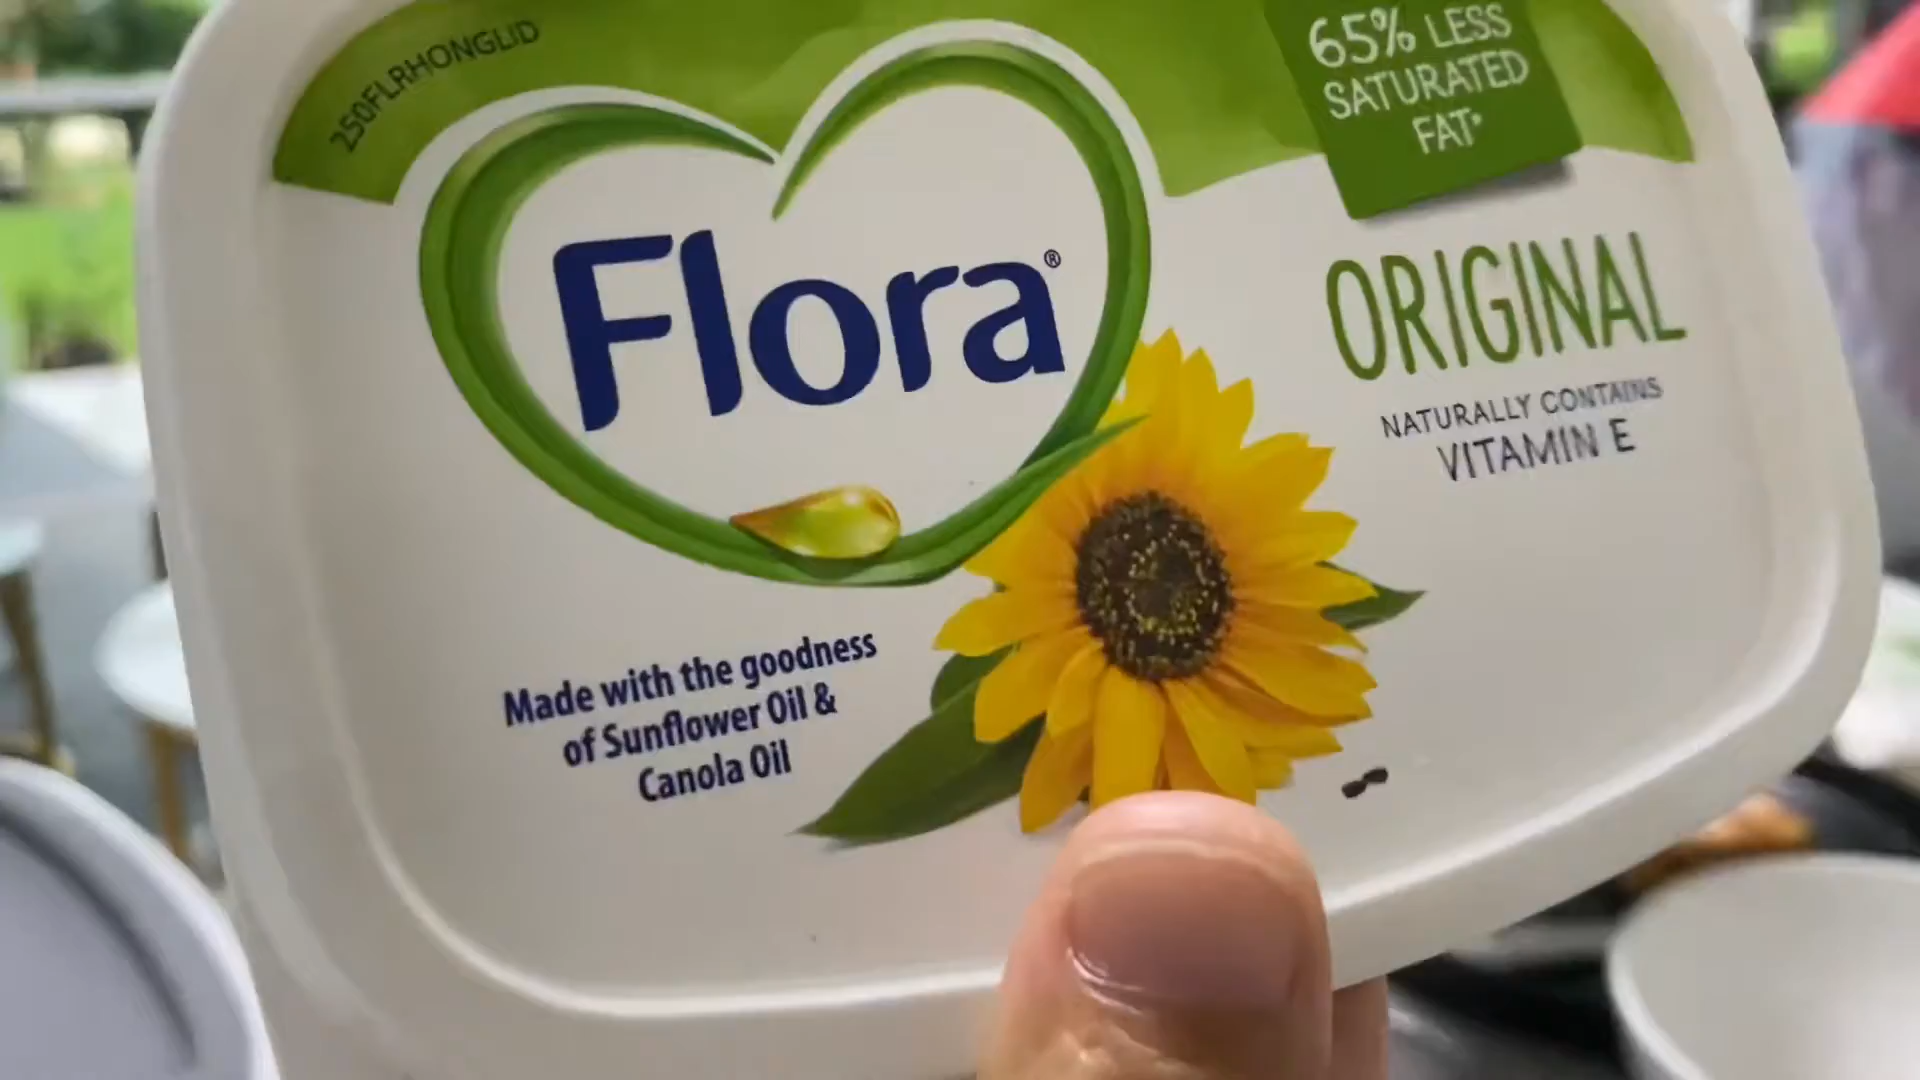 250FLRHONGLID
65% LESS
SATURATED
FAT*
Flora®
ORIGINAL
NATURALLY CONTAINS
VITAMIN E
Made with the goodness
of Sunflower Oil &
Canola Oil